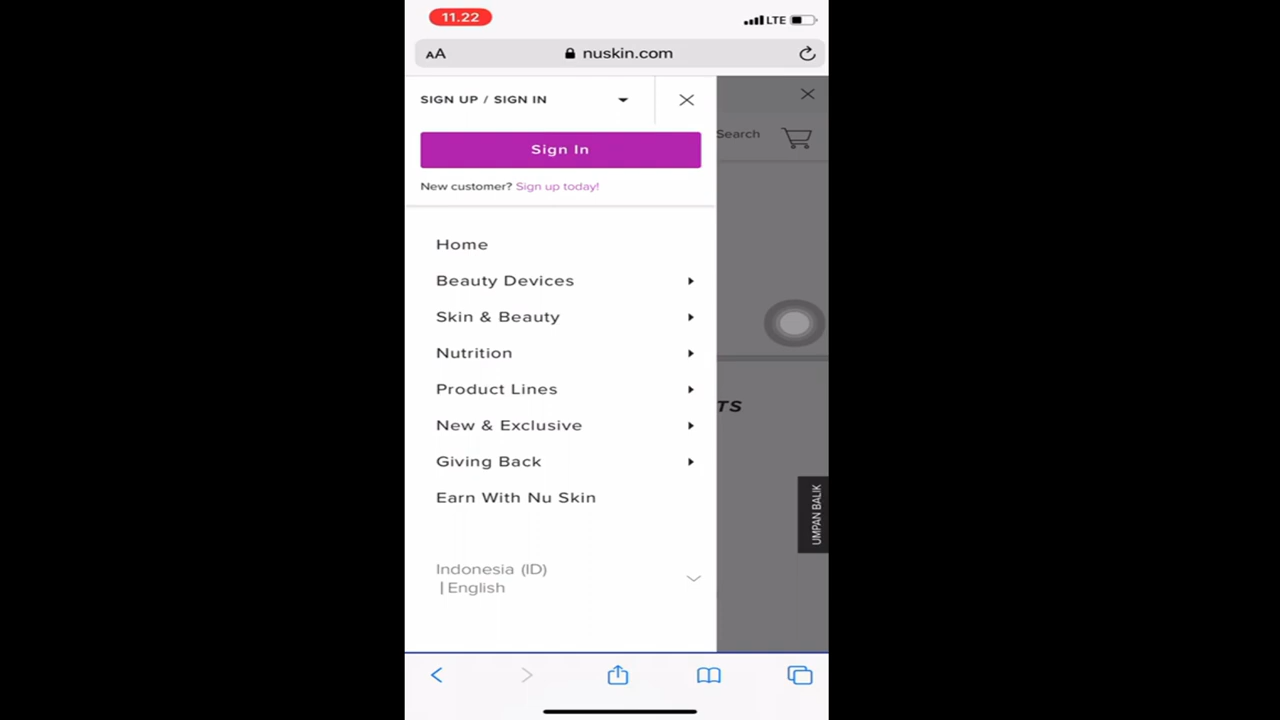 11.22
LTE
AA
nuskin.com
SIGN UP / SIGN IN
Search
Sign In
New customer? Sign up today!
Home
Beauty Devices
Skin & Beauty
Nutrition
Product Lines
TS
New & Exclusive
Giving Back
Earn With Nu Skin
UMPAN BALIK
Indonesia (ID)
| English